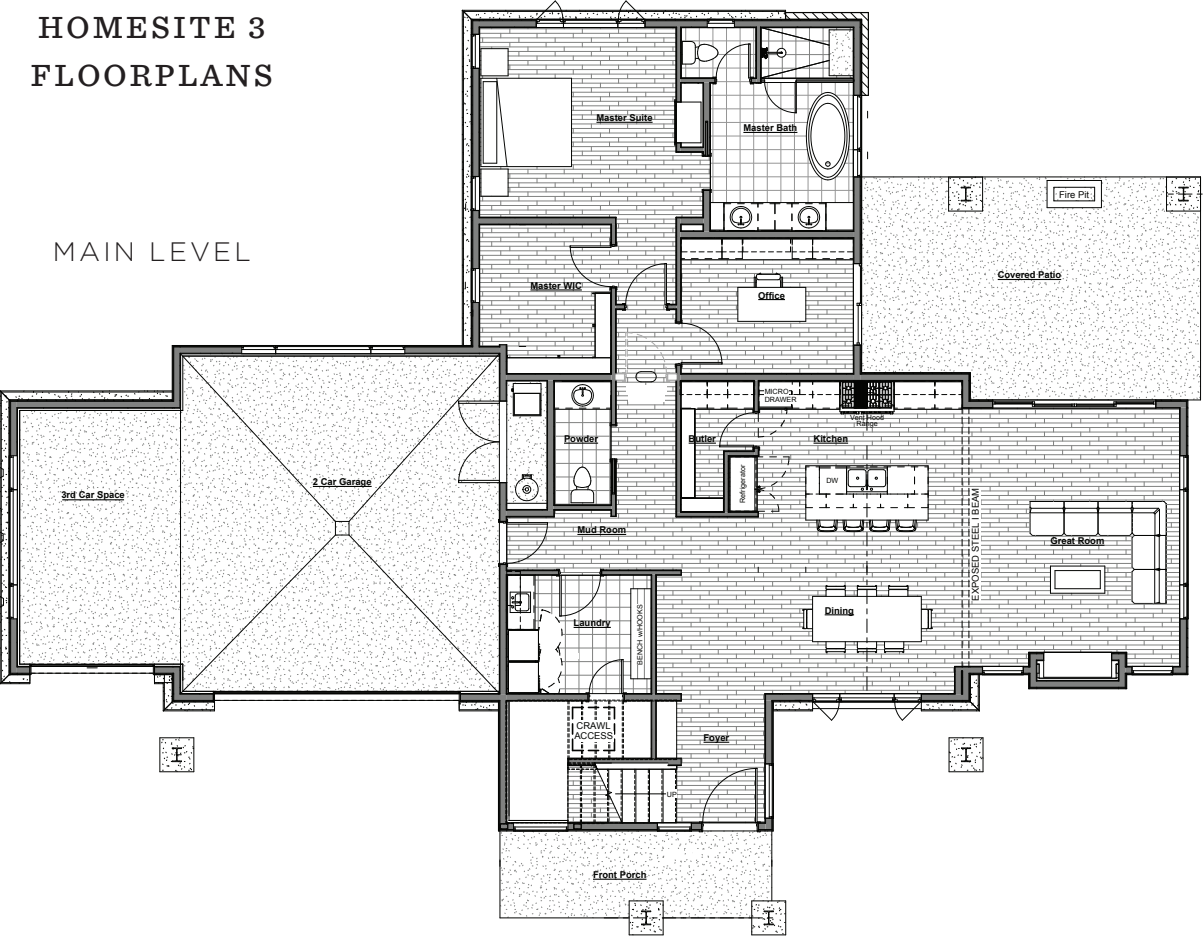 HOMESITE 3
FLOORPLANS
MAIN LEVEL
Master Suite
Master Bath
Fire Pit
Covered Patio
Master WIC
Office
MICRO-
DRAWER
Vent Hood
Range
Powder
Butler
Kitchen
Refrigerator
DW
3rd Car Space
2 Car Garage
Mud Room
EXPOSED STEEL I BEAM
Great Room
Dining
Laundry
BENCH w/HOOKS
CRAWL
ACCESS
Foyer
UP
Front Porch